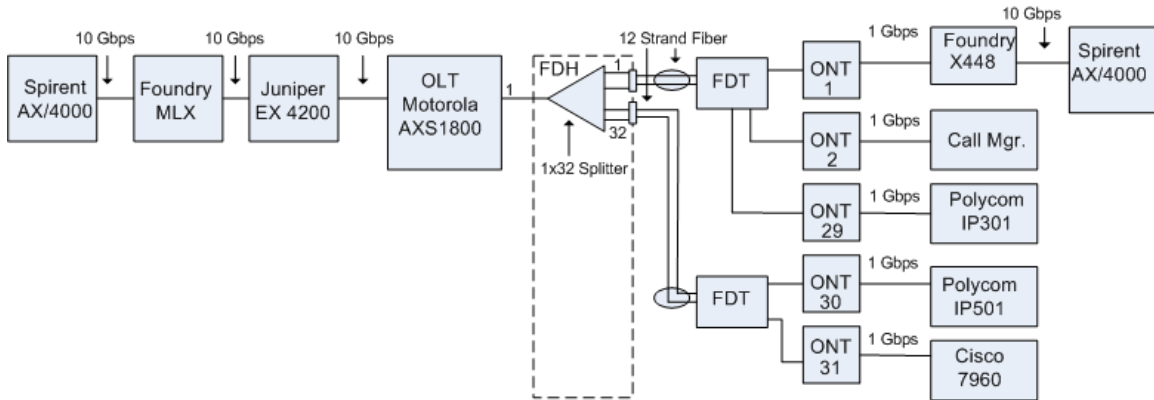 10 Gbps
10 Gbps
10 Gbps
Spirent
AX/4000
Foundry
MLX
Juniper
EX 4200
OLT
Motorola
AXS1800
1
FDH
1
32
1x32 Splitter
12 Strand Fiber
FDT
FDT
ONT
1
1 Gbps
Foundry
X448
10 Gbps
Spirent
AX/4000
ONT
2
1 Gbps
Call Mgr.
ONT
29
1 Gbps
Polycom
IP301
ONT
30
1 Gbps
Polycom
IP501
ONT
31
1 Gbps
Cisco
7960